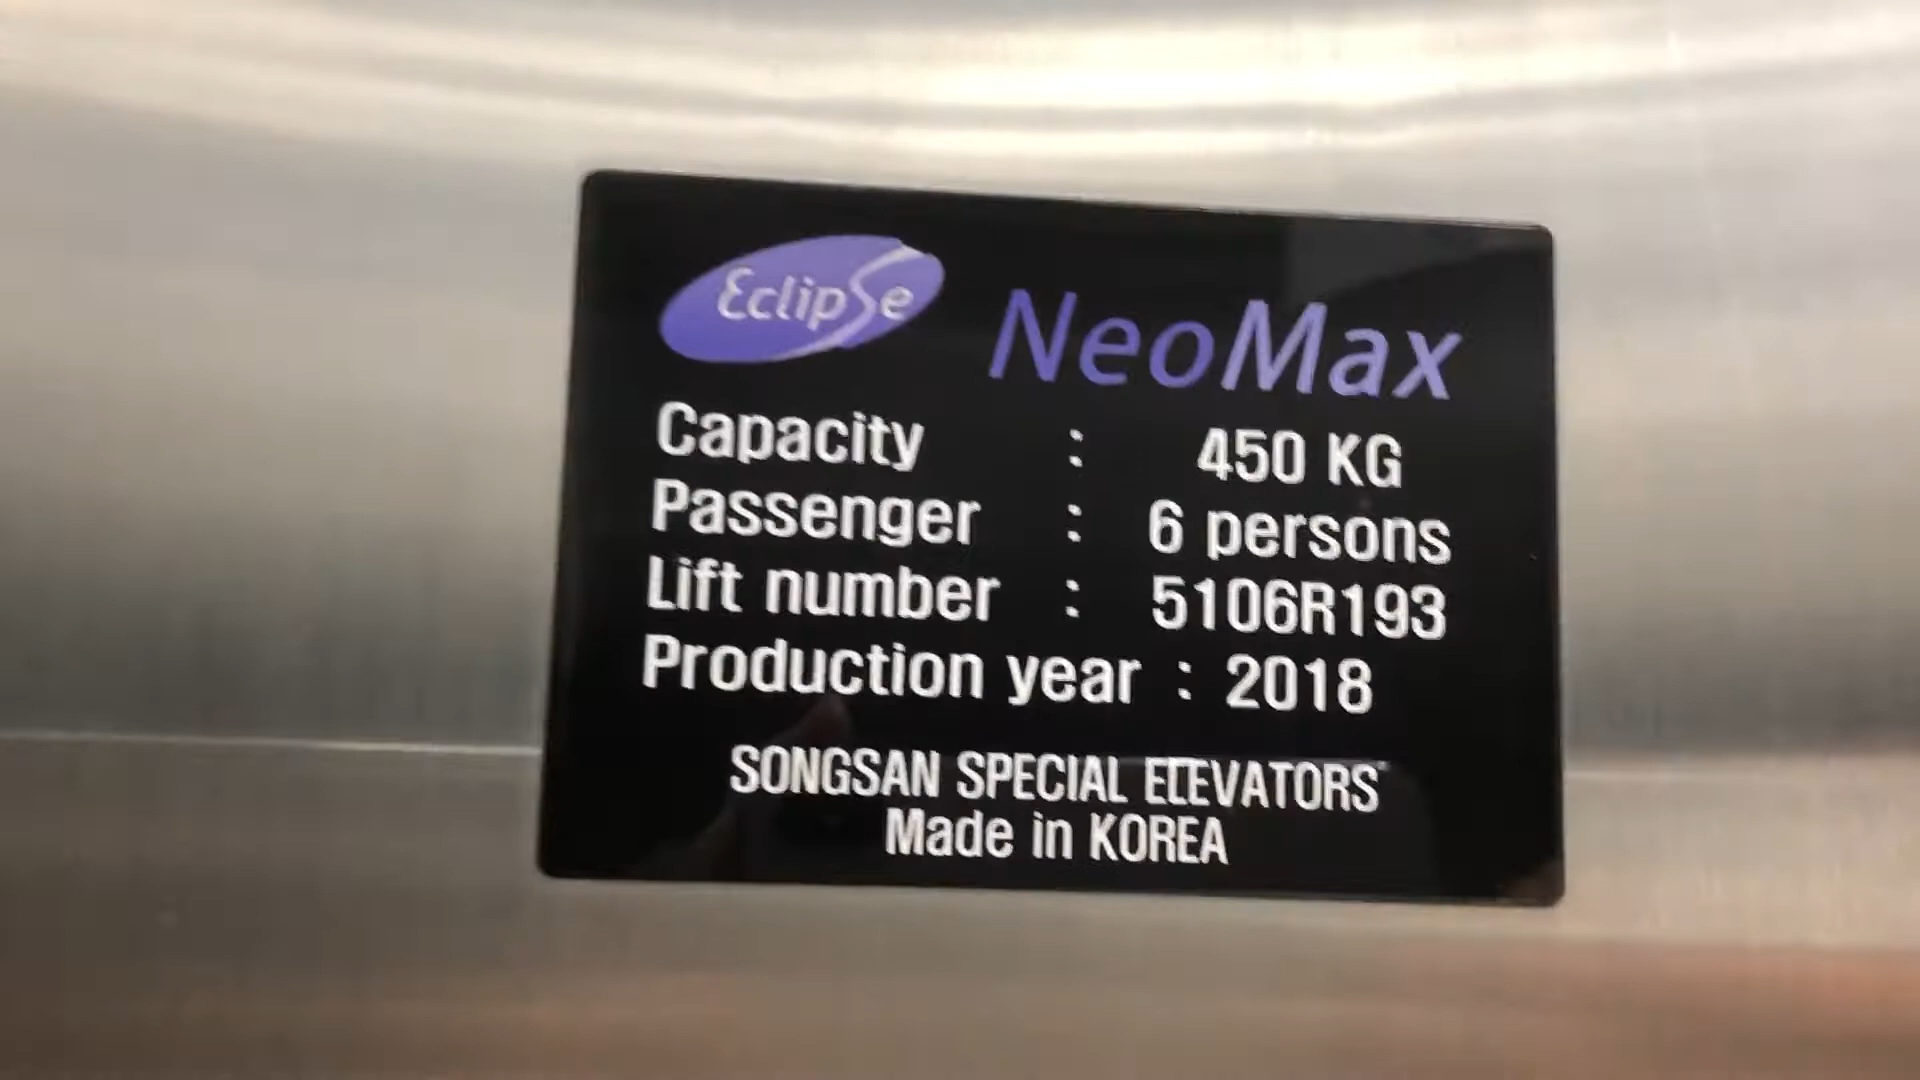 Eclipse NeoMax
Capacity : 450 KG
Passenger : 6 persons
Lift number : 5106R193
Production year : 2018
SONGSAN SPECIAL ELEVATORS
Made in KOREA